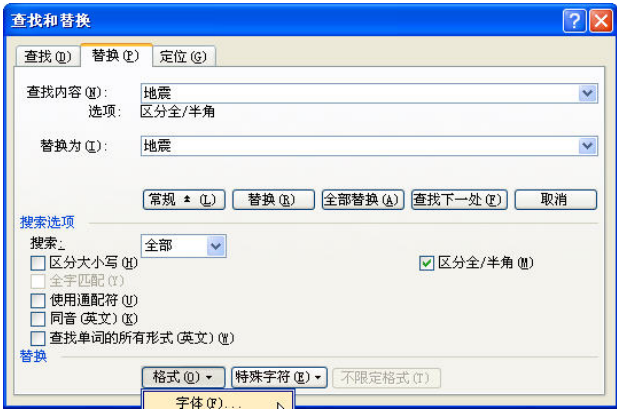 查找和替换
查找(D) 替换(P) 定位(G)
查找内容(N): 地震
选项: 区分全/半角
替换为(I): 地震
常规 (L) 替换(R) 全部替换(A) 查找下一处(F) 取消
搜索选项
搜索: 全部
区分大小写(H) 区分全/半角(M)
全字匹配(Y)
使用通配符(U)
同音(英文)(K)
查找单词的所有形式(英文)(W)
替换
格式(O) 特殊字符(E) 不限定格式(T)
字体(F)...